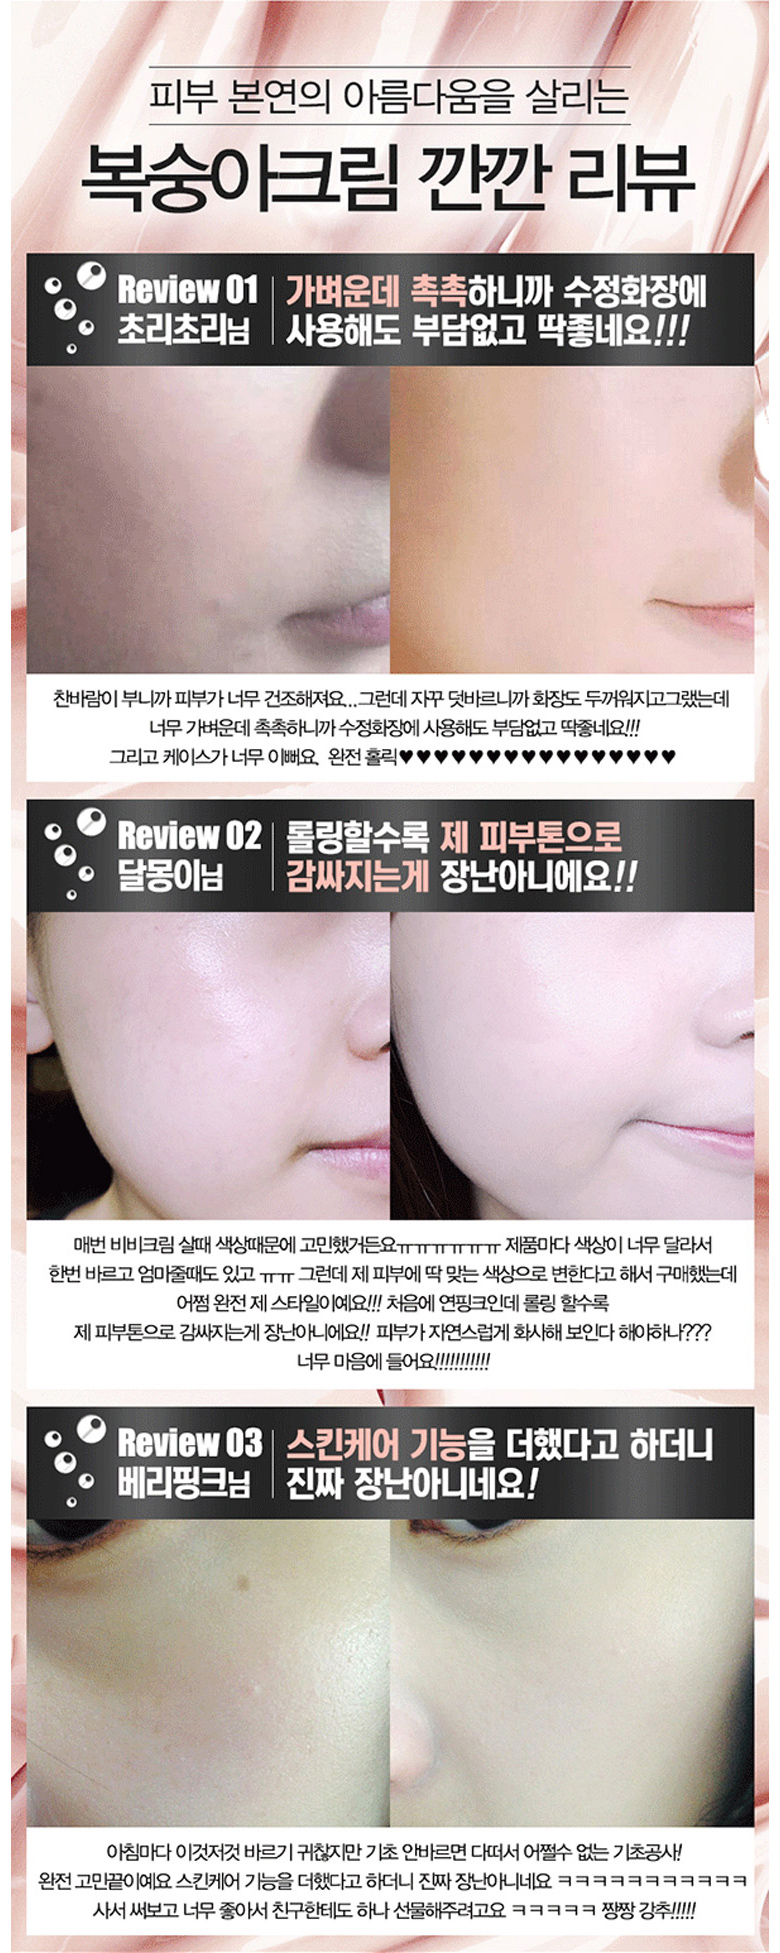 피부 본연의 아름다움을 살리는
복숭아크림 깐깐 리뷰
Review 01
초리초리님
가벼운데 촉촉하니까 수정화장에
사용해도 부담없고 딱좋네요!!!
찬바람이 부니까 피부가 너무 건조해져요...그런데 자꾸 덧바르니까 화장도 두꺼워지고그랬는데
너무 가벼운데 촉촉하니까 수정화장에 사용해도 부담없고 딱좋네요!!!
그리고 케이스가 너무 이뻐요, 완전 홀릭♥♥♥♥♥♥♥♥♥♥♥♥♥♥♥♥
Review 02
달몽이님
롤링할수록 제 피부톤으로
감싸지는게 장난아니에요!!
매번 비비크림 살때 색상때문에 고민했거든요ㅠㅠㅠㅠㅠㅠ 제품마다 색상이 너무 달라서
한번 바르고 엄마줄때도 있고 ㅠㅠ 그런데 제 피부에 딱 맞는 색상으로 변한다고 해서 구매했는데
어쩜 완전 제 스타일이예요!!! 처음에 연핑크인데 롤링 할수록
제 피부톤으로 감싸지는게 장난아니에요!! 피부가 자연스럽게 화사해 보인다 해야하나???
너무 마음에 들어요!!!!!!!!!!!
Review 03
베리핑크님
스킨케어 기능을 더했다고 하더니
진짜 장난아니네요!
아침마다 이것저것 바르기 귀찮지만 기초 안바르면 다떠서 어쩔수 없는 기초공사!
완전 고민끝이예요 스킨케어 기능을 더했다고 하더니 진짜 장난아니네요 ㅋㅋㅋㅋㅋㅋㅋㅋㅋㅋㅋ
사서 써보고 너무 좋아서 친구한테도 하나 선물해주려고요 ㅋㅋㅋㅋㅋ 짱짱 강추!!!!!